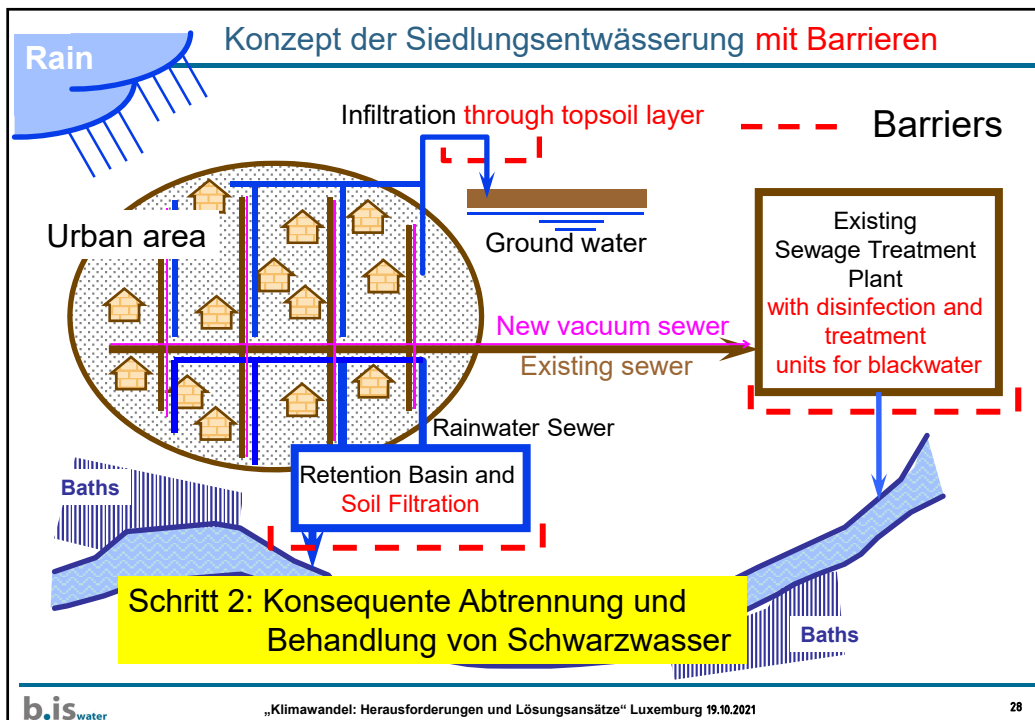 Konzept der Siedlungsentwässerung mit Barrieren
Rain
Infiltration through topsoil layer
Barriers
Urban area
Ground water
Existing
Sewage Treatment
Plant
with disinfection and
treatment
units for blackwater
New vacuum sewer
Existing sewer
Rainwater Sewer
Retention Basin and
Soil Filtration
Baths
Schritt 2: Konsequente Abtrennung und
Behandlung von Schwarzwasser
Baths
b.is water
„Klimawandel: Herausforderungen und Lösungsansätze“ Luxemburg 19.10.2021
28